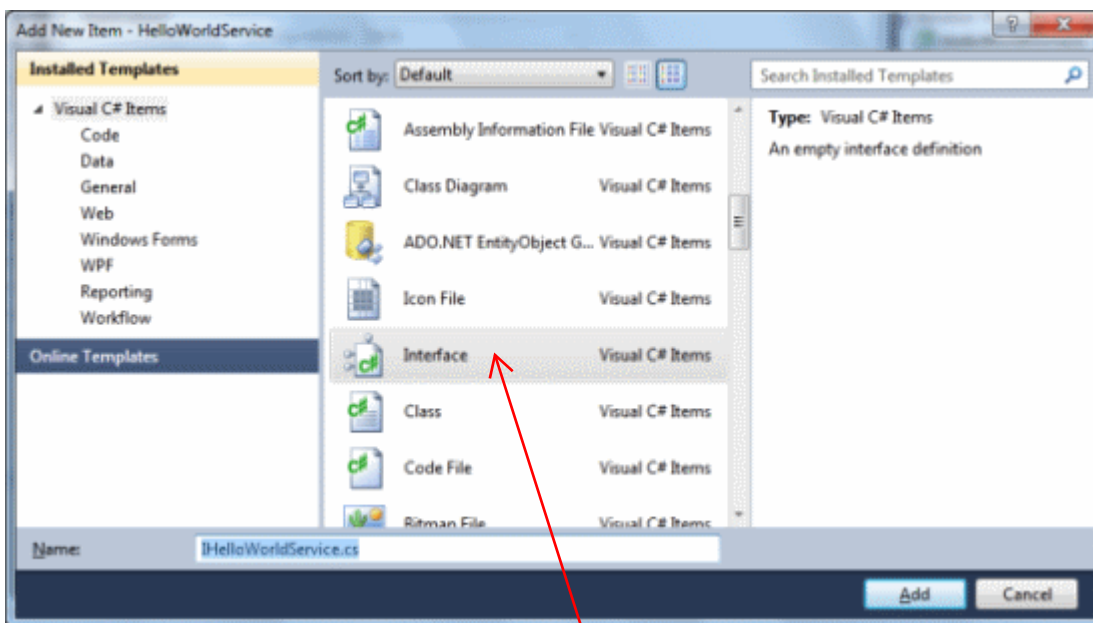 Add New Item - HelloWorldService
Installed Templates
Visual C# Items
Code
Data
General
Web
Windows Forms
WPF
Reporting
Workflow
Online Templates
Sort by: Default
Assembly Information File Visual C# Items
Class Diagram Visual C# Items
ADO.NET EntityObject G... Visual C# Items
Icon File Visual C# Items
Interface Visual C# Items
Class Visual C# Items
Code File Visual C# Items
Bitmap File Visual C# Items
Search Installed Templates
Type: Visual C# Items
An empty interface definition
Name: IHelloWorldService.cs
Add Cancel